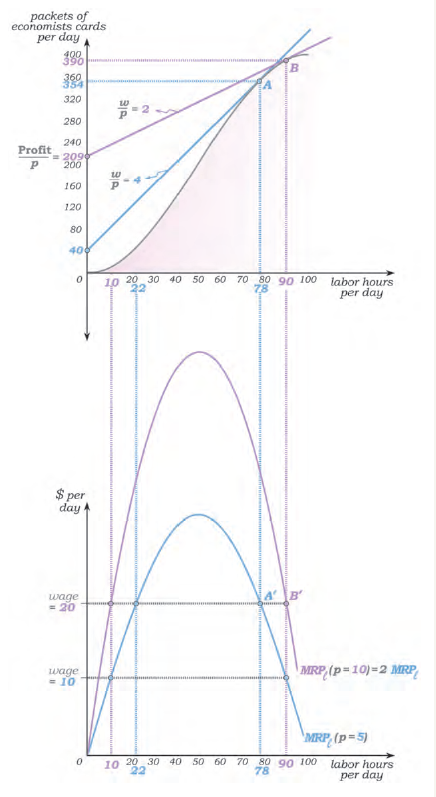 packets of
economists cards
per day
400
390
360
354
320
w/p = 2
280
240
Profit/p = 209
200
w/p = 4
160
120
80
40
A
B
0 10 20 30 40 50 60 70 80 90 100 labor hours
per day
22 78
$ per
day
wage
= 20
A′ B′
wage
= 10
MRPℓ(p=10)=2 MRPℓ
MRPℓ(p=5)
0 10 20 30 40 50 60 70 80 90 100 labor hours
per day
22 78